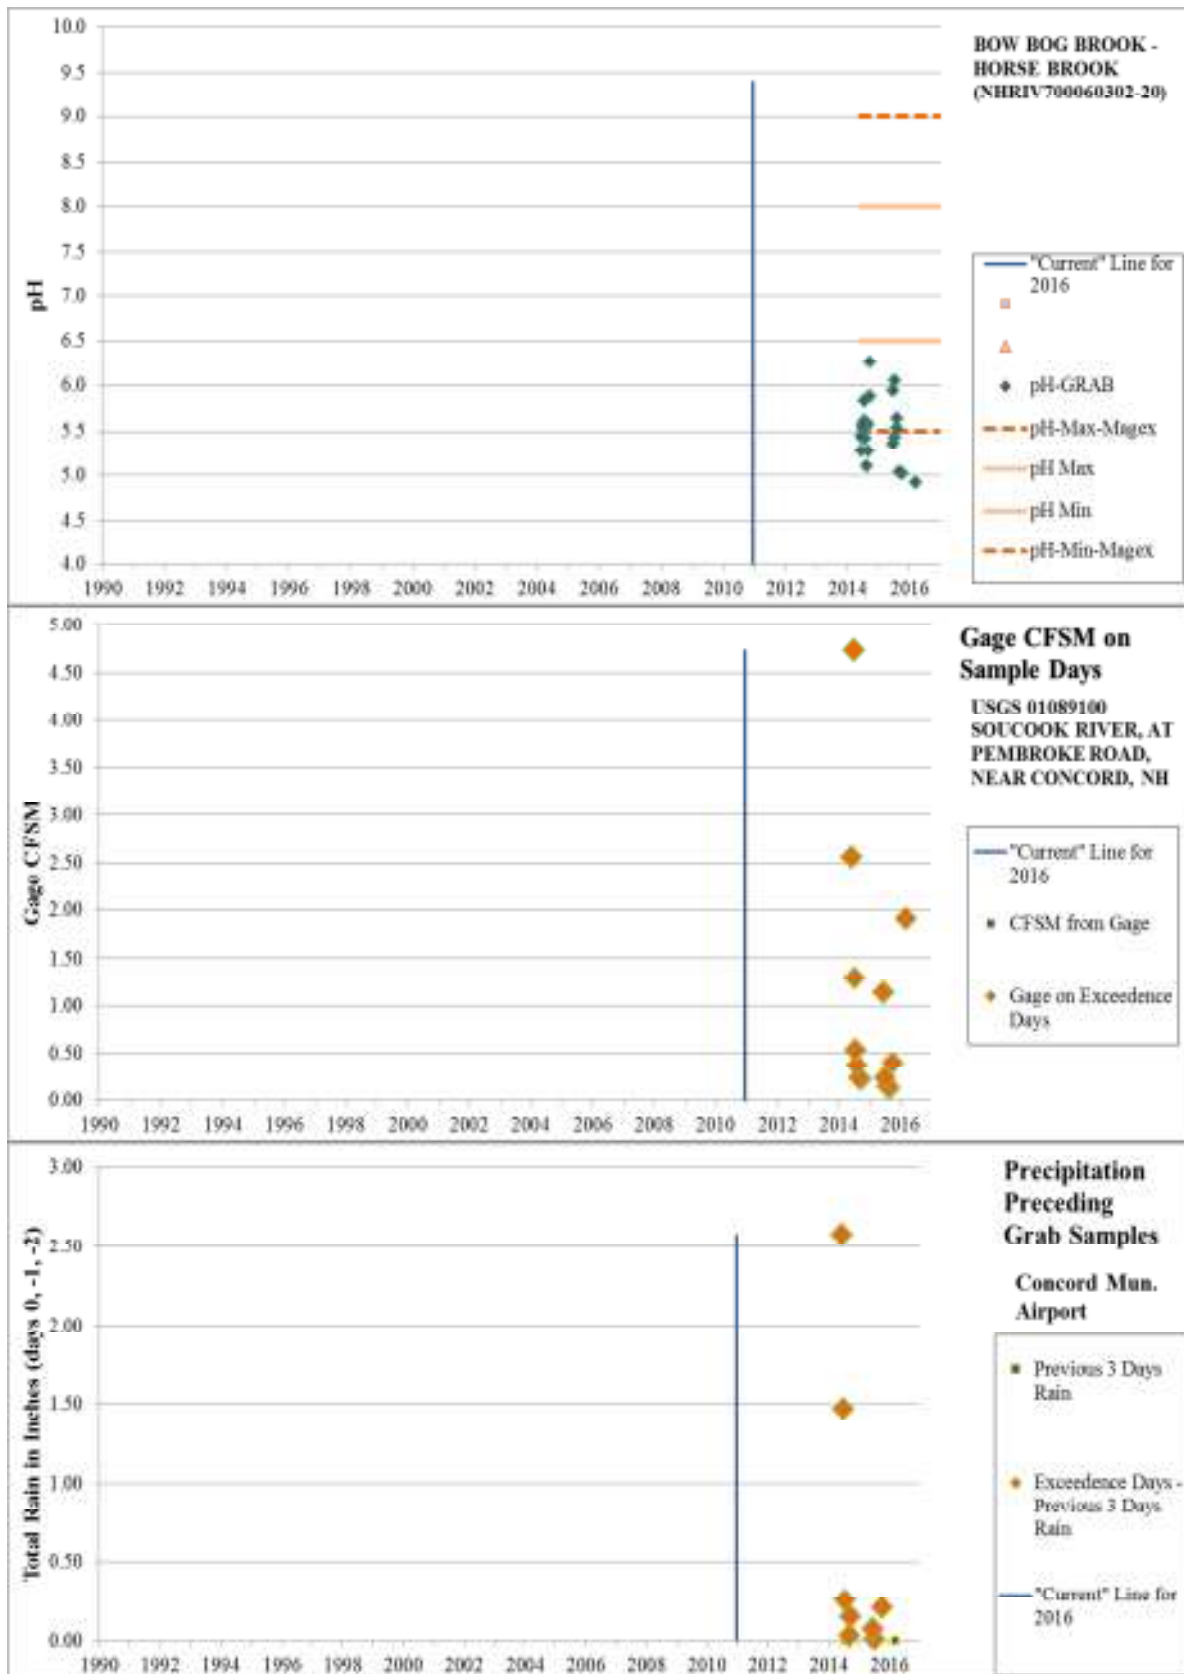 10.0
9.5
9.0
8.5
8.0
7.5
7.0
6.5
6.0
5.5
5.0
4.5
4.0
pH
1990 1992 1994 1996 1998 2000 2002 2004 2006 2008 2010 2012 2014 2016
BOW BOG BROOK -
HORSE BROOK
(NHRIV700060302-20)
"Current" Line for
2016
pH-GRAB
pH-Max-Magex
pH Max
pH Min
pH-Min-Magex
5.00
4.50
4.00
3.50
3.00
2.50
2.00
1.50
1.00
0.50
0.00
Gage CFSM
1990 1992 1994 1996 1998 2000 2002 2004 2006 2008 2010 2012 2014 2016
Gage CFSM on
Sample Days
USGS 01089100
SOUCOOK RIVER, AT
PEMBROKE ROAD,
NEAR CONCORD, NH
"Current" Line for
2016
CFSM from Gage
Gage on Exceedence
Days
3.00
2.50
2.00
1.50
1.00
0.50
0.00
Total Rain in Inches (days 0, -1, -2)
1990 1992 1994 1996 1998 2000 2002 2004 2006 2008 2010 2012 2014 2016
Precipitation
Preceding
Grab Samples
Concord Mun.
Airport
Previous 3 Days
Rain
Exceedence Days -
Previous 3 Days
Rain
"Current" Line for
2016